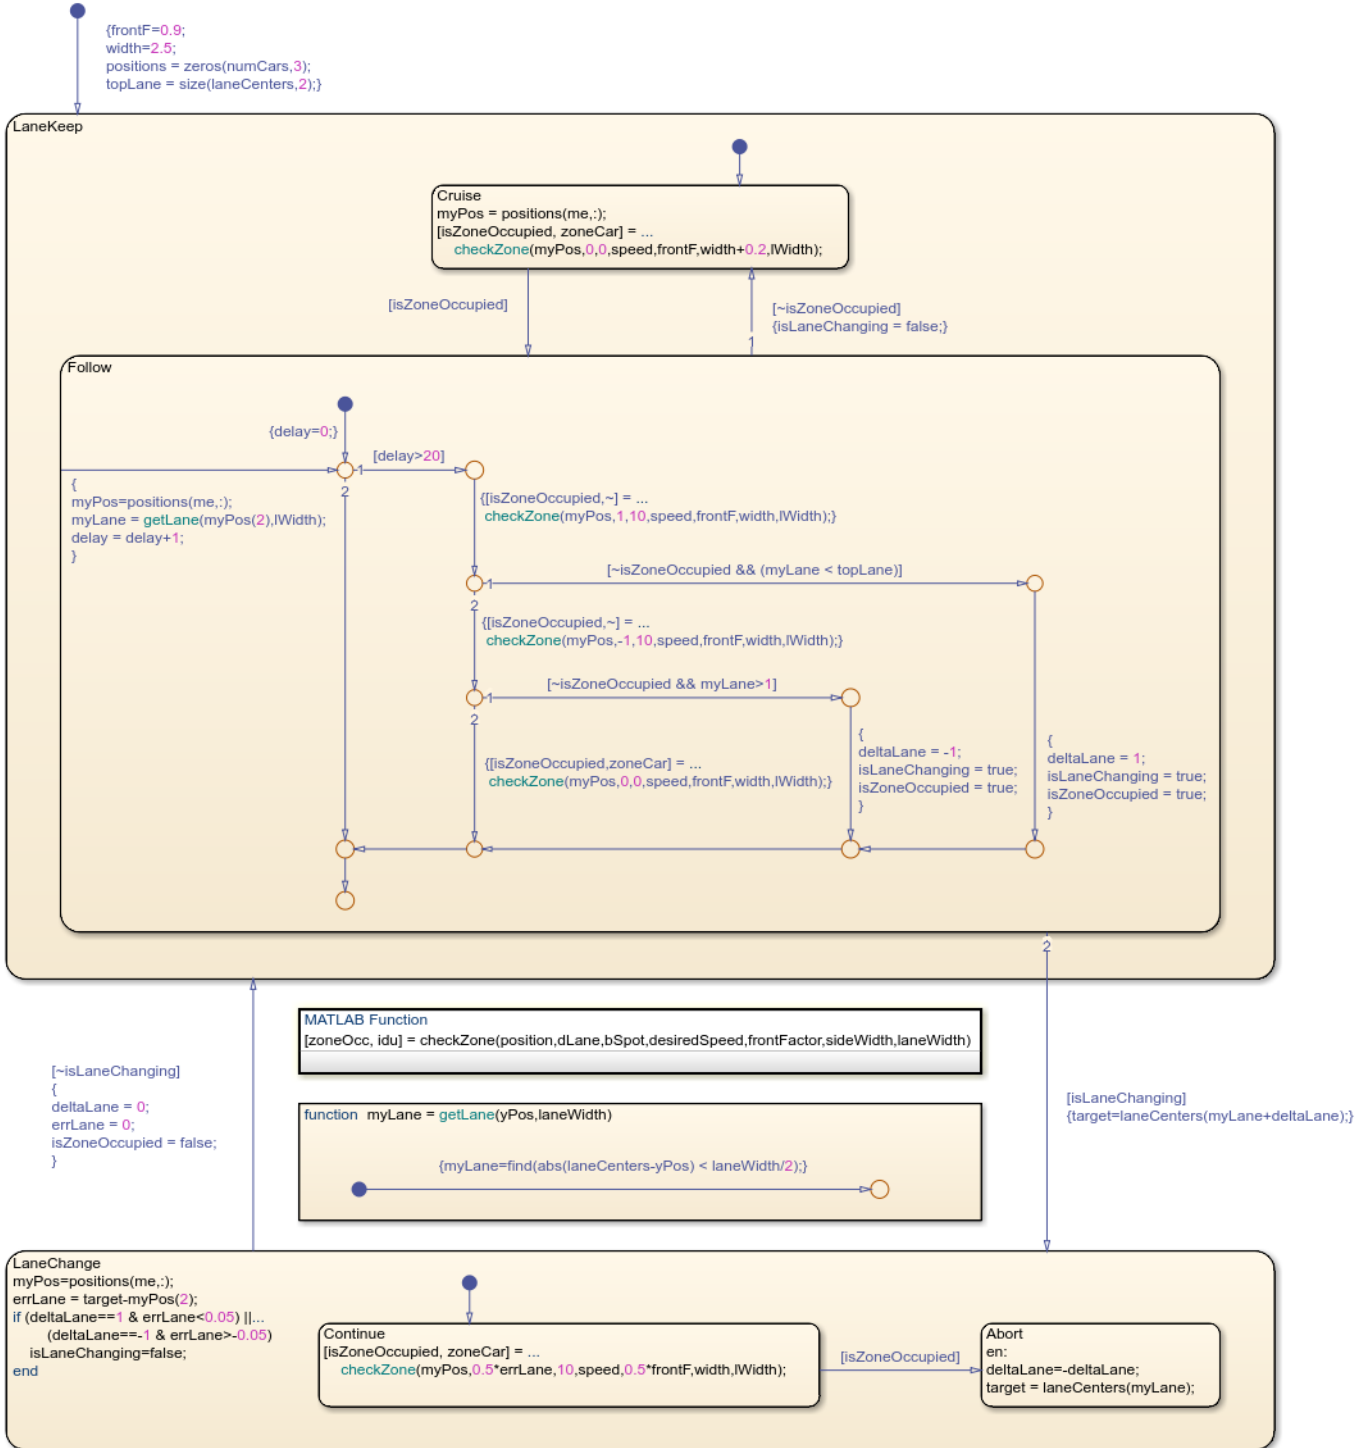 {frontF=0.9;
width=2.5;
positions = zeros(numCars,3);
topLane = size(laneCenters,2);}
LaneKeep
Cruise
myPos = positions(me,:);
[isZoneOccupied, zoneCar] = ...
checkZone(myPos,0,0,speed,frontF,width+0.2,lWidth);
[isZoneOccupied]
[~isZoneOccupied]
{isLaneChanging = false;}
1
Follow
{delay=0;}
1
[delay>20]
2
{
myPos=positions(me,:);
myLane = getLane(myPos(2),lWidth);
delay = delay+1;
}
{[isZoneOccupied,~] = ...
checkZone(myPos,1,10,speed,frontF,width,lWidth);}
1
[~isZoneOccupied && (myLane < topLane)]
2
{[isZoneOccupied,~] = ...
checkZone(myPos,-1,10,speed,frontF,width,lWidth);}
1
[~isZoneOccupied && myLane>1]
2
{[isZoneOccupied,zoneCar] = ...
checkZone(myPos,0,0,speed,frontF,width,lWidth);}
{
deltaLane = -1;
isLaneChanging = true;
isZoneOccupied = true;
}
{
deltaLane = 1;
isLaneChanging = true;
isZoneOccupied = true;
}
2
MATLAB Function
[zoneOcc, idu] = checkZone(position,dLane,bSpot,desiredSpeed,frontFactor,sideWidth,laneWidth)
[~isLaneChanging]
{
deltaLane = 0;
errLane = 0;
isZoneOccupied = false;
}
function myLane = getLane(yPos,laneWidth)
{myLane=find(abs(laneCenters-yPos) < laneWidth/2);}
[isLaneChanging]
{target=laneCenters(myLane+deltaLane);}
LaneChange
myPos=positions(me,:);
errLane = target-myPos(2);
if (deltaLane==1 & errLane<0.05) ||...
(deltaLane==-1 & errLane>-0.05)
isLaneChanging=false;
end
Continue
[isZoneOccupied, zoneCar] = ...
checkZone(myPos,0.5*errLane,10,speed,0.5*frontF,width,lWidth);
[isZoneOccupied]
Abort
en:
deltaLane=-deltaLane;
target = laneCenters(myLane);